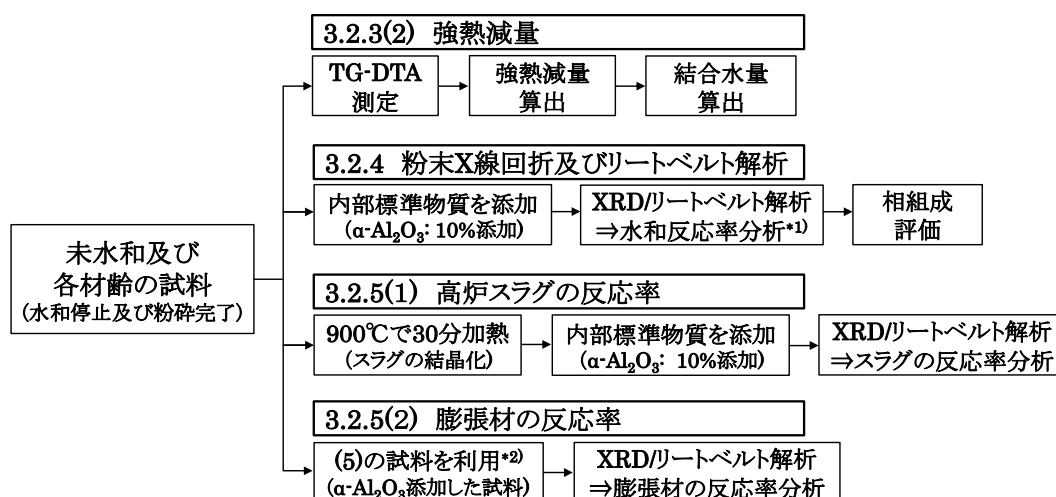 3.2.3(2) 強熱減量
TG-DTA
測定
強熱減量
算出
結合水量
算出
3.2.4 粉末X線回折及びリートベルト解析
内部標準物質を添加
(α-Al₂O₃: 10%添加)
XRD/リートベルト解析
⇒水和反応率分析*1)
相組成
評価
未水和及び
各材齢の試料
(水和停止及び粉砕完了)
3.2.5(1) 高炉スラグの反応率
900℃で30分加熱
(スラグの結晶化)
内部標準物質を添加
(α-Al₂O₃: 10%添加)
XRD/リートベルト解析
⇒スラグの反応率分析
3.2.5(2) 膨張材の反応率
(5)の試料を利用*2)
(α-Al₂O₃添加した試料)
XRD/リートベルト解析
⇒膨張材の反応率分析